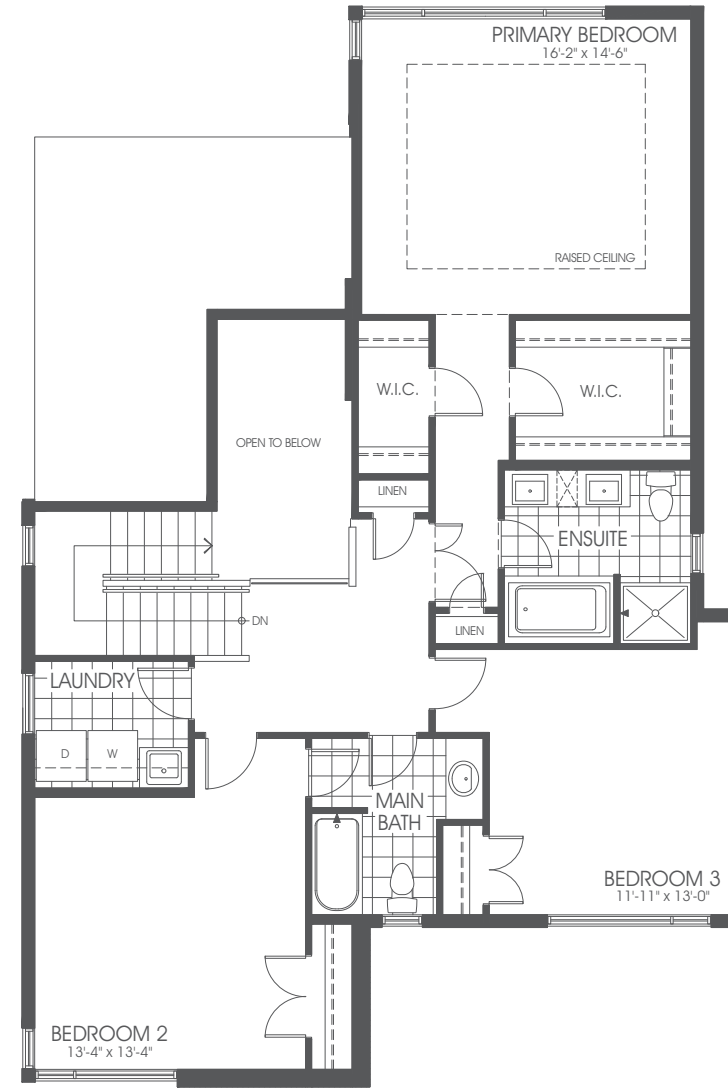 PRIMARY BEDROOM
16'-2" x 14'-6"
RAISED CEILING
W.I.C.
W.I.C.
OPEN TO BELOW
LINEN
ENSUITE
DN
LINEN
LAUNDRY
D
W
MAIN
BATH
BEDROOM 3
11'-11" x 13'-0"
BEDROOM 2
13'-4" x 13'-4"